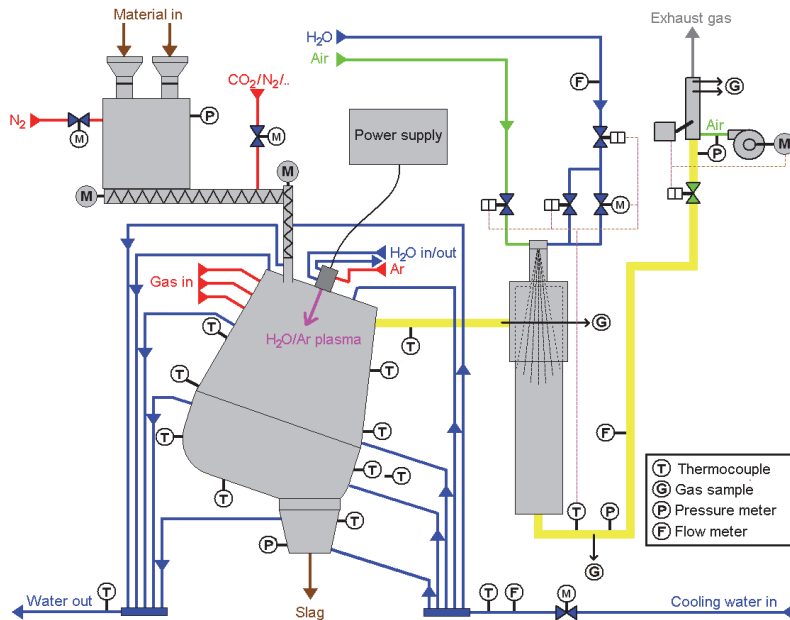 Material in
Exhaust gas
H₂O
CO₂/N₂/..
Air
G
F
N₂
P
M
M
Power supply
M
Air
P
M
M
M
M
H₂O in/out
Ar
Gas in
H₂O/Ar plasma
G
T
T
T
T
T
T
T
T
T
T
F
T
P
T
P
G
T Thermocouple
G Gas sample
P Pressure meter
F Flow meter
Water out
T
Slag
T
F
M
Cooling water in